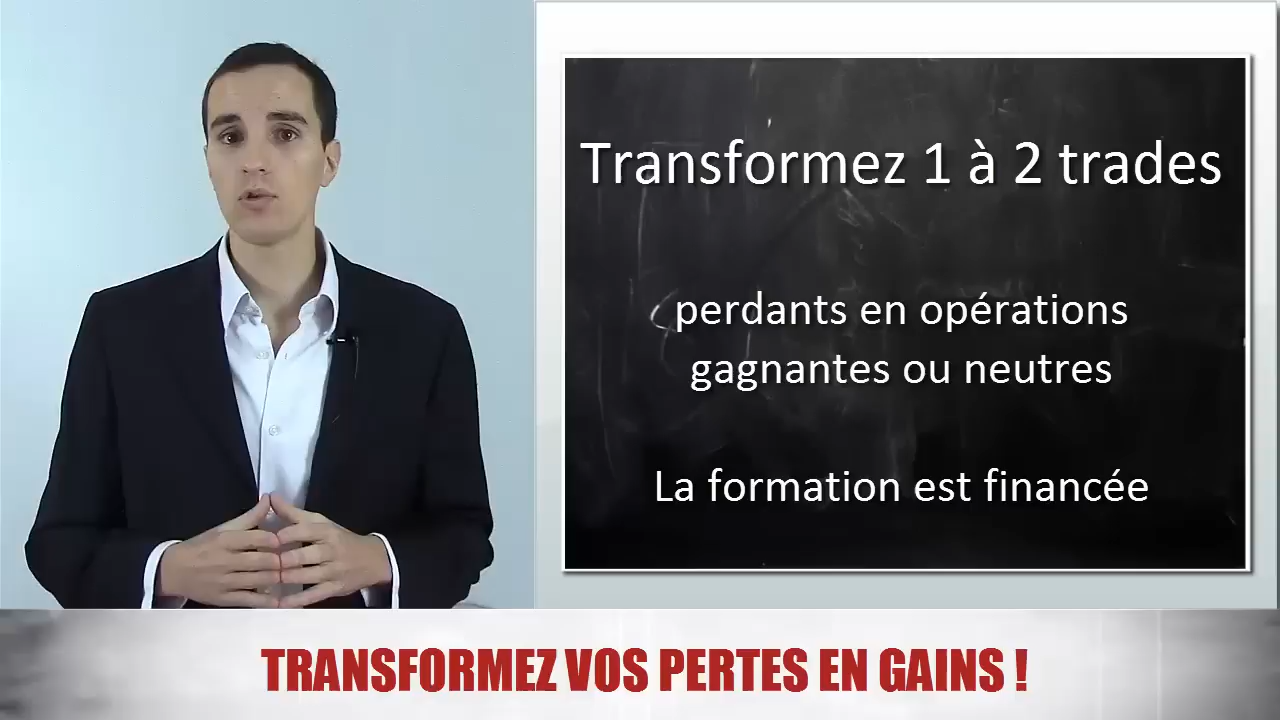 Transformez 1 à 2 trades
perdants en opérations
gagnantes ou neutres
La formation est financée
TRANSFORMEZ VOS PERTES EN GAINS !